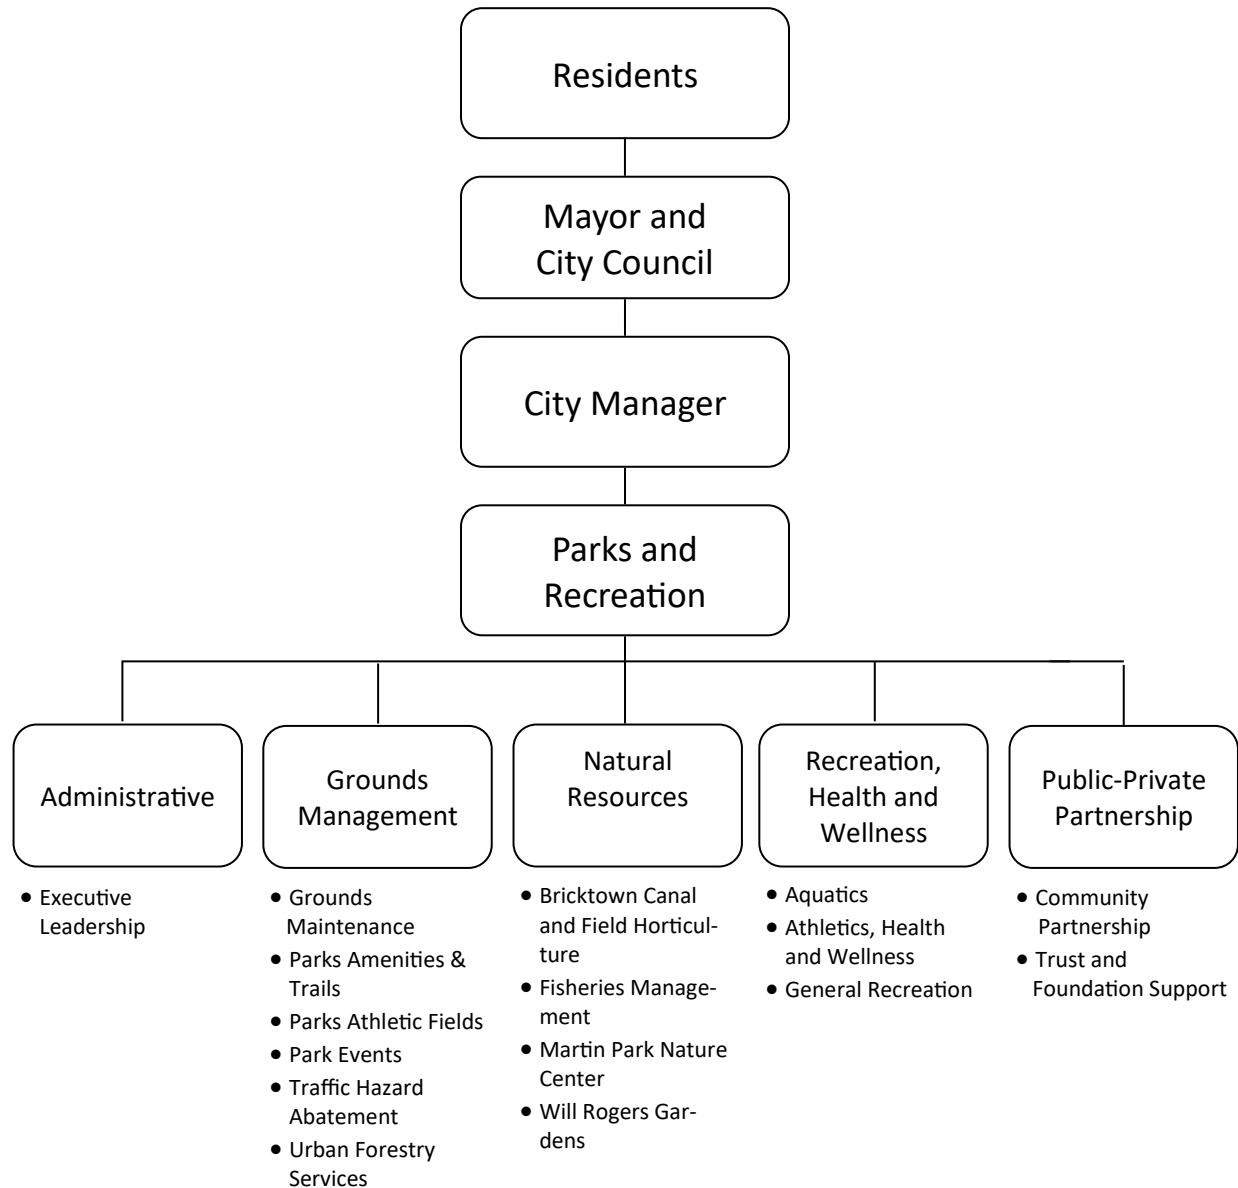 Residents
Mayor and
City Council
City Manager
Parks and
Recreation
Administrative
• Executive
Leadership
Grounds
Management
• Grounds
Maintenance
• Parks Amenities &
Trails
• Parks Athletic Fields
• Park Events
• Traffic Hazard
Abatement
• Urban Forestry
Services
Natural
Resources
• Bricktown Canal
and Field Horticul-
ture
• Fisheries Manage-
ment
• Martin Park Nature
Center
• Will Rogers Gar-
dens
Recreation,
Health and
Wellness
• Aquatics
• Athletics, Health
and Wellness
• General Recreation
Public-Private
Partnership
• Community
Partnership
• Trust and
Foundation Support